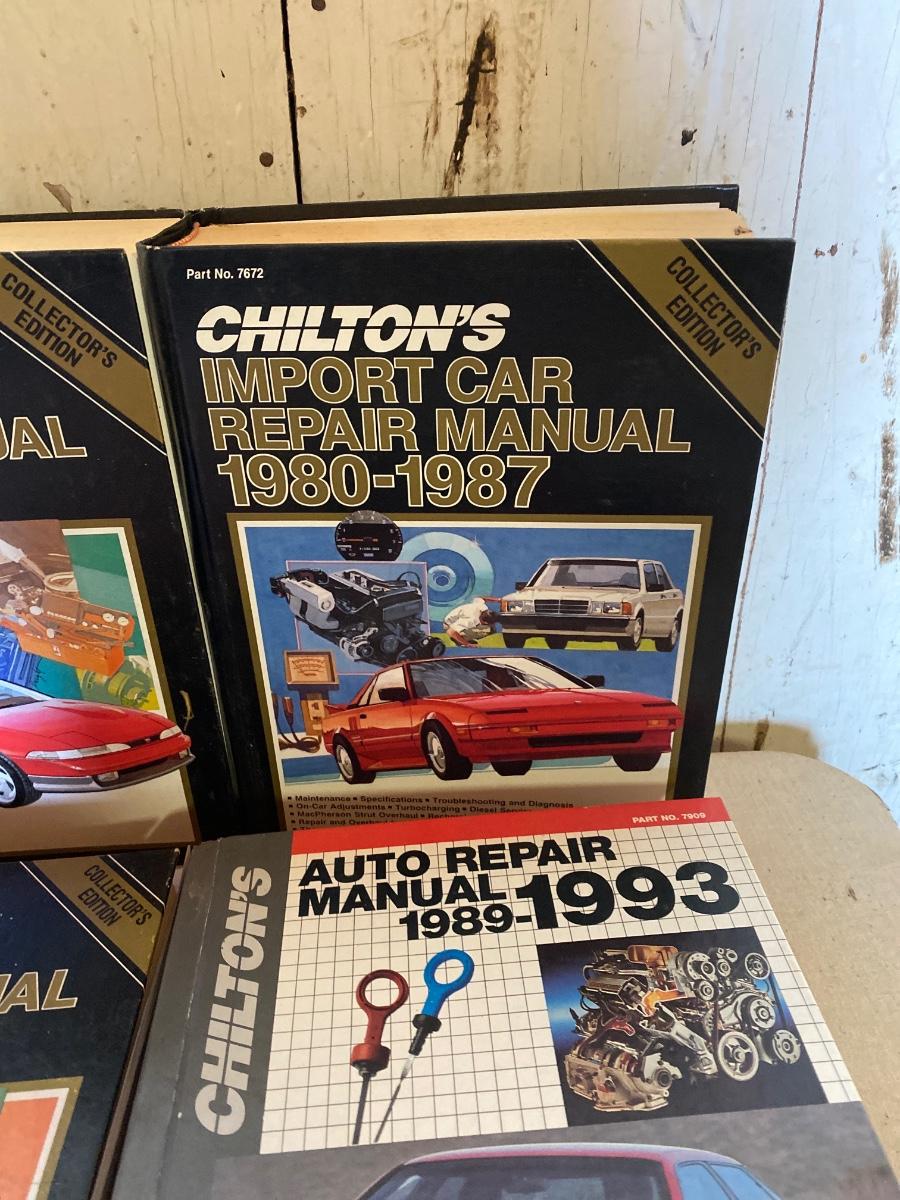 COLLECTOR'S
EDITION
UAL
Part No. 7672
COLLECTOR'S
EDITION
CHILTON'S
IMPORT CAR
REPAIR MANUAL
1980-1987
■ Maintenance ■ Specifications ■ Troubleshooting and Diagnosis
■ On-Car Adjustments ■ Turbocharging ■ Diesel
■ MacPherson Strut Overhaul
■ Repair and Overhaul
COLLECTOR'S
EDITION
UAL
PART NO. 7909
CHILTON'S
AUTO REPAIR
MANUAL
1989-1993